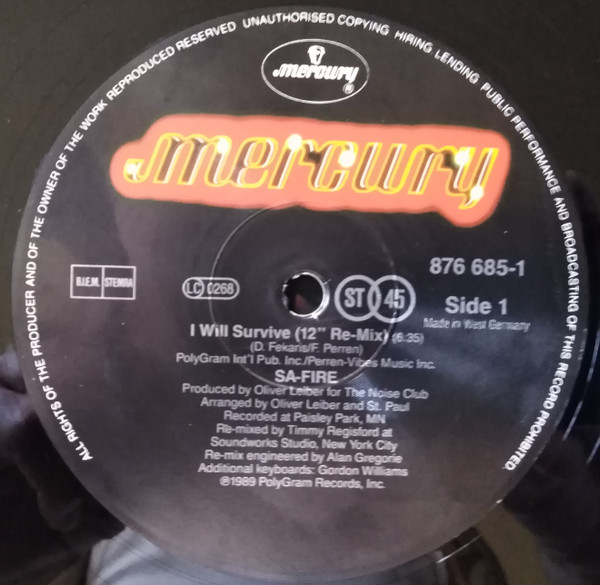 ALL RIGHTS OF THE PRODUCER AND OF THE OWNER OF THE WORK REPRODUCED RESERVED UNAUTHORISED COPYING HIRING LENDING PUBLIC PERFORMANCE AND BROADCASTING OF THIS RECORD PROHIBITED.
mercury
mercury
876 685-1
B.I.E.M. STEMRA
LC 0268
ST 45
Side 1
Made in West Germany
I Will Survive (12" Re-Mix) (6:35)
(D. Fekaris/F. Perren)
PolyGram Int'l Pub. Inc./Perren-Vibes Music Inc.
SA-FIRE
Produced by Oliver Leiber for The Noise Club
Arranged by Oliver Leiber and St. Paul
Recorded at Paisley Park, MN
Re-mixed by Timmy Regisford at
Soundworks Studio, New York City
Re-mix engineered by Alan Gregorie
Additional keyboards: Gordon Williams
℗1989 PolyGram Records, Inc.